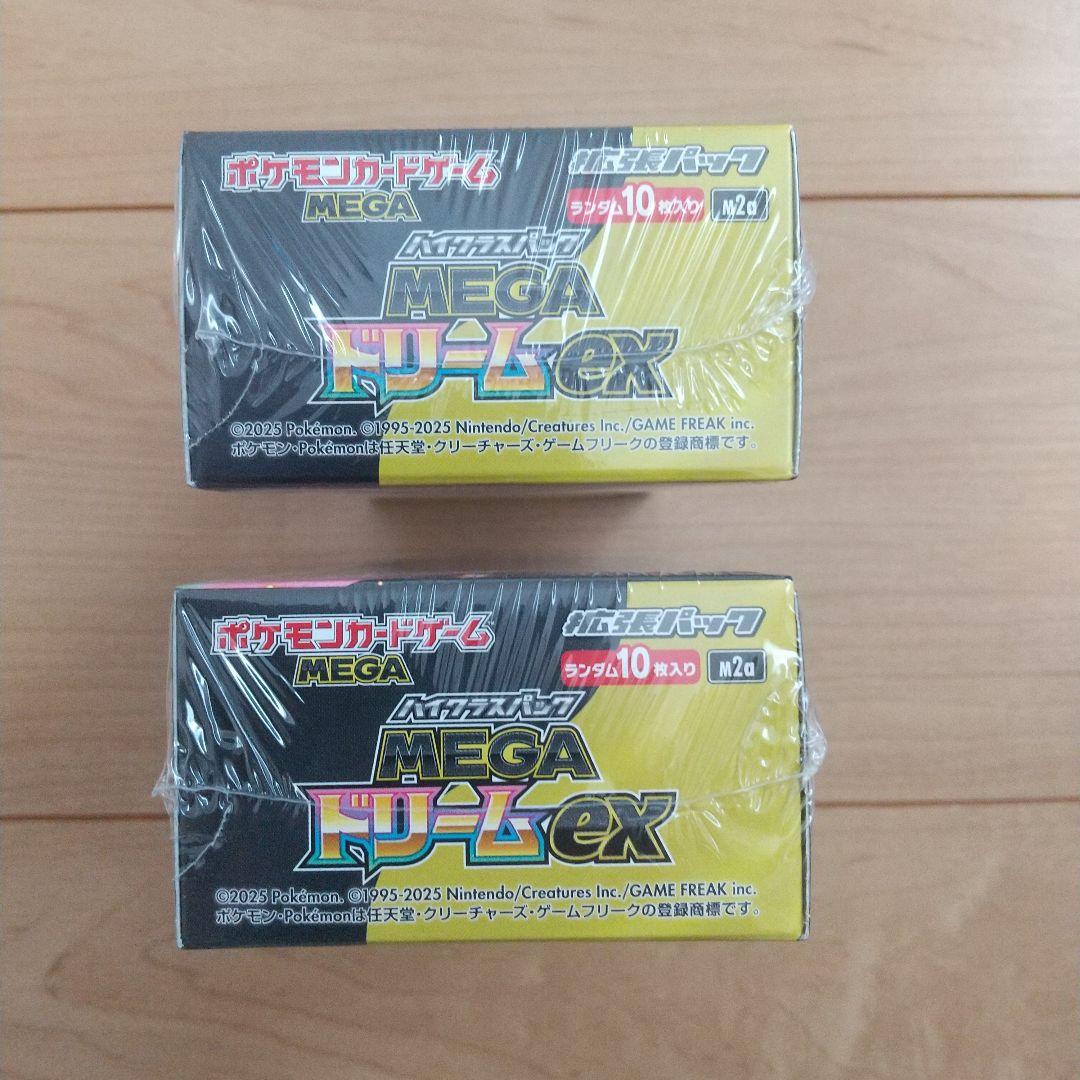 ポケモンカードゲーム
MEGA
拡張パック
ランダム10枚入り M2a
ハイクラスパック
MEGA
ドリームex
©2025 Pokémon. ©1995-2025 Nintendo/Creatures Inc./GAME FREAK inc.
ポケモン・Pokémonは任天堂・クリーチャーズ・ゲームフリークの登録商標です。
ポケモンカードゲーム
MEGA
拡張パック
ランダム10枚入り M2a
ハイクラスパック
MEGA
ドリームex
©2025 Pokémon. ©1995-2025 Nintendo/Creatures Inc./GAME FREAK inc.
ポケモン・Pokémonは任天堂・クリーチャーズ・ゲームフリークの登録商標です。